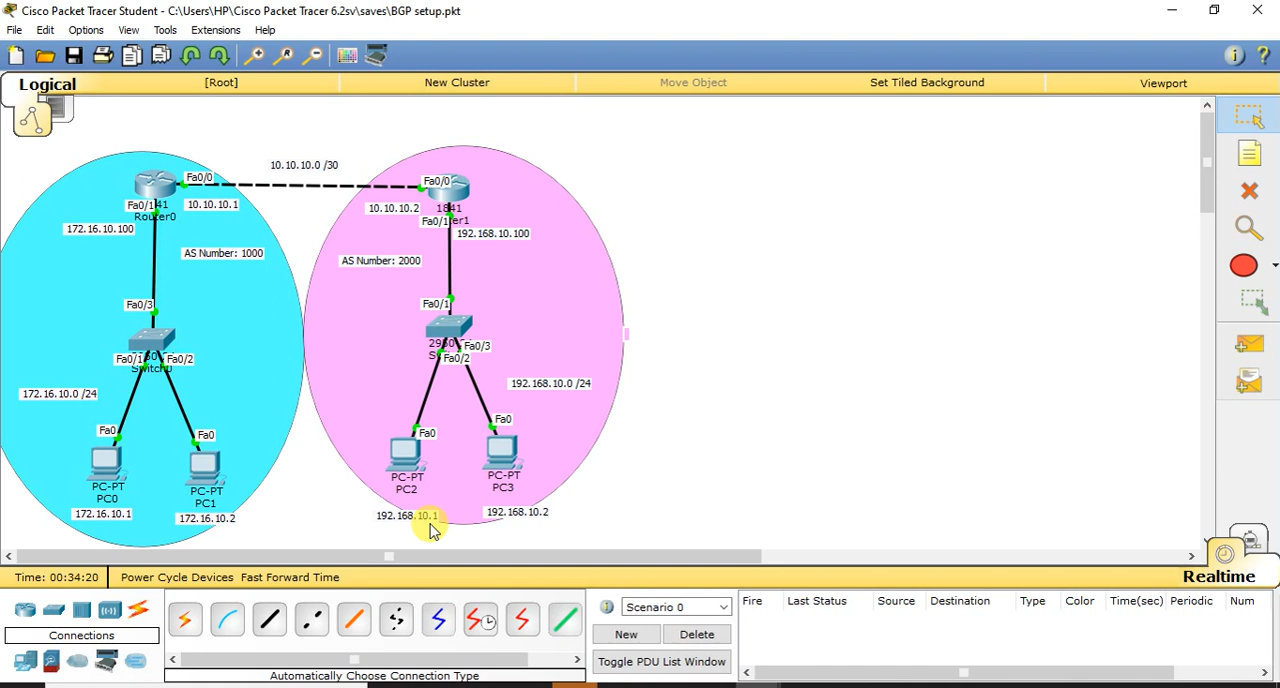 Cisco Packet Tracer Student - C:\Users\HP\Cisco Packet Tracer 6.2sv\saves\BGP setup.pkt
File Edit Options View Tools Extensions Help
Logical [Root] New Cluster Move Object Set Tiled Background Viewport
10.10.10.0 /30
Fa0/0
Fa0/0
Fa0/1
Router0
10.10.10.1
10.10.10.2
1841
Fa0/1
172.16.10.100
192.168.10.100
AS Number: 1000
AS Number: 2000
Fa0/3
Fa0/1
Fa0/1
Fa0/2
Fa0/3
Fa0/2
172.16.10.0 /24
192.168.10.0 /24
Fa0
Fa0
Fa0
Fa0
PC-PT
PC0
PC-PT
PC1
PC-PT
PC2
PC-PT
PC3
172.16.10.1
172.16.10.2
192.168.10.1
192.168.10.2
Time: 00:34:20 Power Cycle Devices Fast Forward Time
Realtime
Connections
Automatically Choose Connection Type
Scenario 0
New Delete
Toggle PDU List Window
Fire Last Status Source Destination Type Color Time(sec) Periodic Num